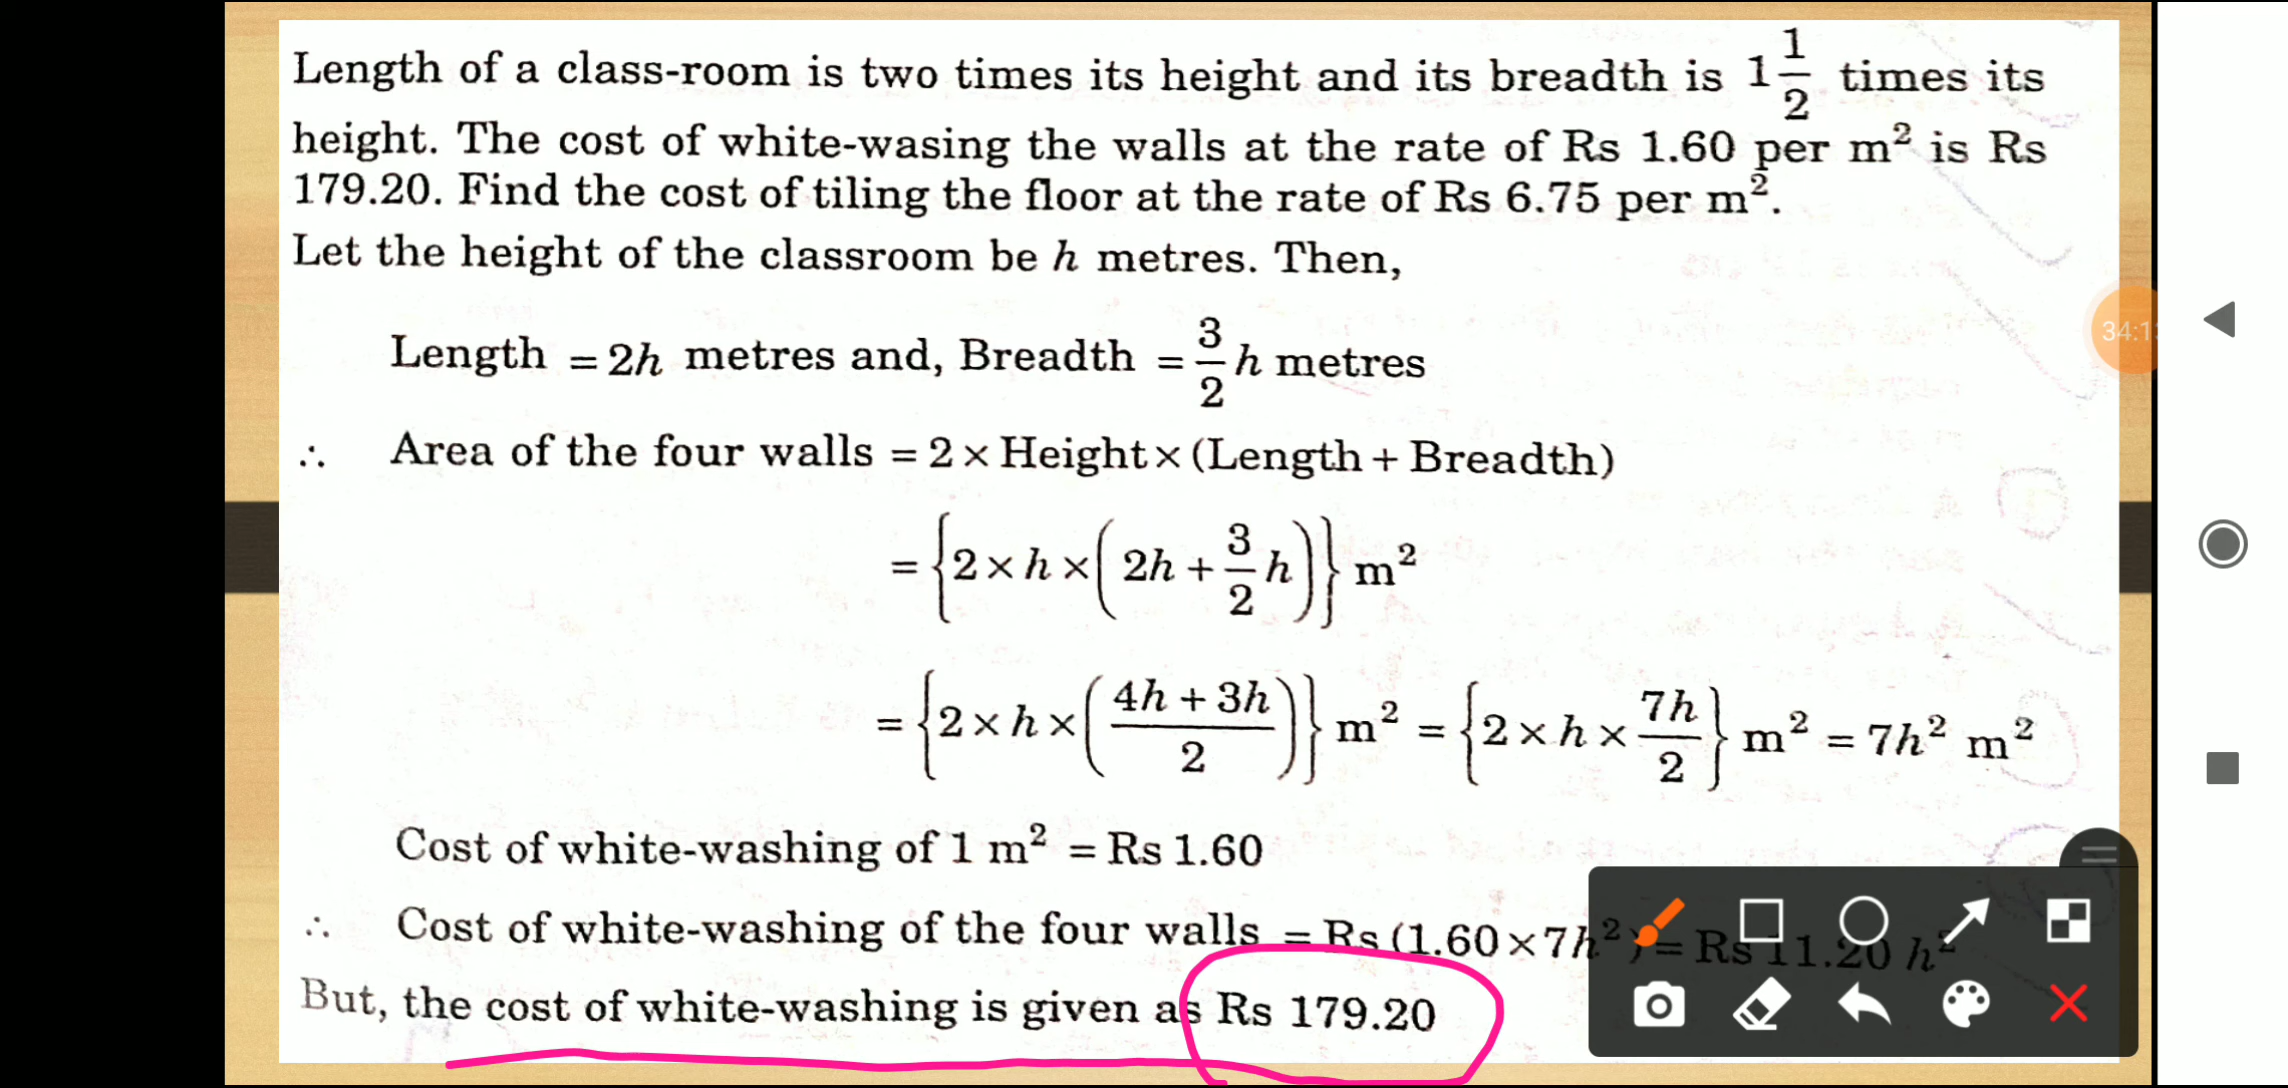 Length of a class-room is two times its height and its breadth is 1 1/2 times its
height. The cost of white-wasing the walls at the rate of Rs 1.60 per m² is Rs
179.20. Find the cost of tiling the floor at the rate of Rs 6.75 per m².
Let the height of the classroom be h metres. Then,
Length = 2h metres and, Breadth = 3/2 h metres
∴ Area of the four walls = 2 × Height × (Length + Breadth)
= {2 × h × (2h + 3/2 h)} m²
= {2 × h × ((4h + 3h)/2)} m² = {2 × h × 7h/2} m² = 7h² m²
Cost of white-washing of 1 m² = Rs 1.60
∴ Cost of white-washing of the four walls = Rs (1.60 × 7h²) = Rs 11.20 h²
But, the cost of white-washing is given as Rs 179.20
34:1